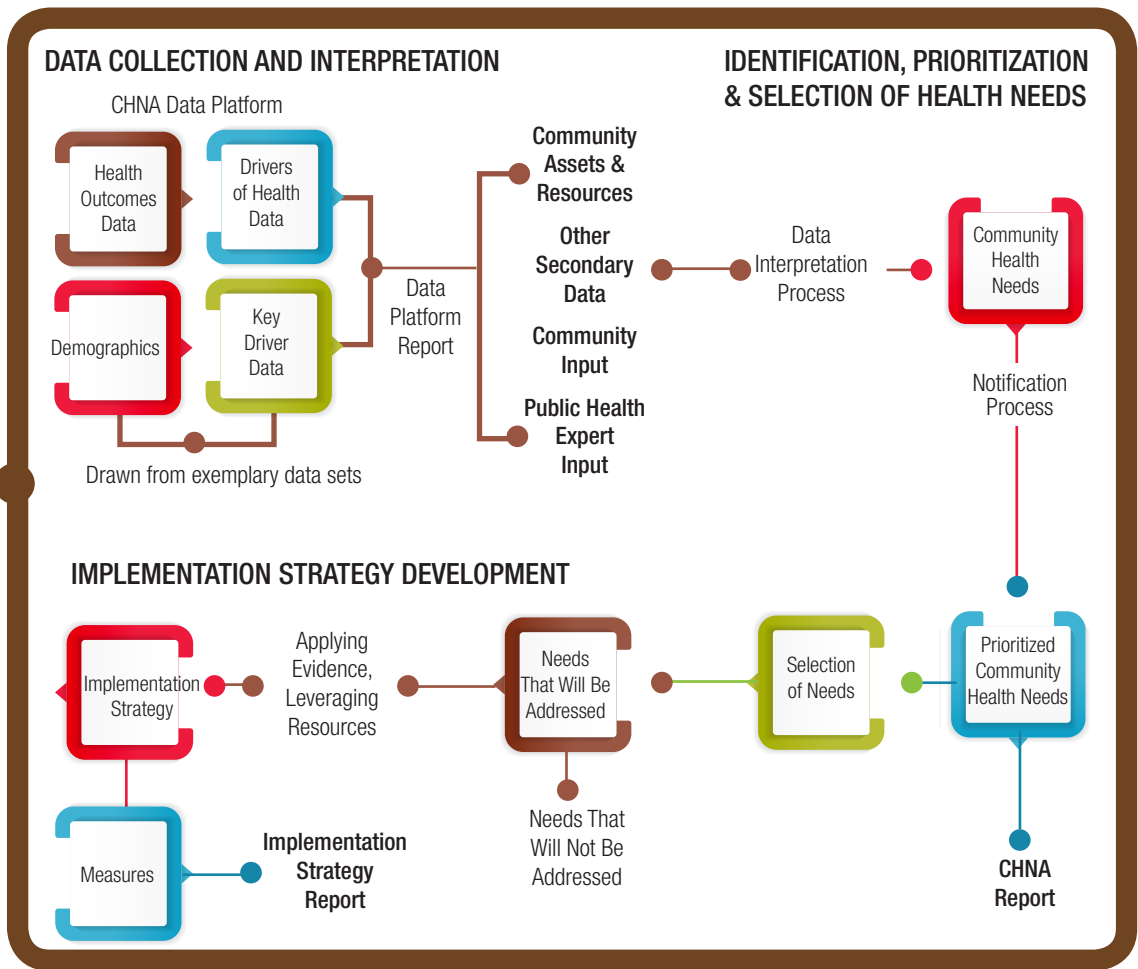 DATA COLLECTION AND INTERPRETATION
CHNA Data Platform
Health
Outcomes
Data
Drivers
of Health
Data
Demographics
Key
Driver
Data
Drawn from exemplary data sets
Data
Platform
Report
Community
Assets &
Resources
Other
Secondary
Data
Community
Input
Public Health
Expert
Input
Data
Interpretation
Process
IDENTIFICATION, PRIORITIZATION
& SELECTION OF HEALTH NEEDS
Community
Health
Needs
Notification
Process
Prioritized
Community
Health Needs
CHNA
Report
IMPLEMENTATION STRATEGY DEVELOPMENT
Selection
of Needs
Needs
That Will Be
Addressed
Needs That
Will Not Be
Addressed
Applying
Evidence,
Leveraging
Resources
Implementation
Strategy
Measures
Implementation
Strategy
Report